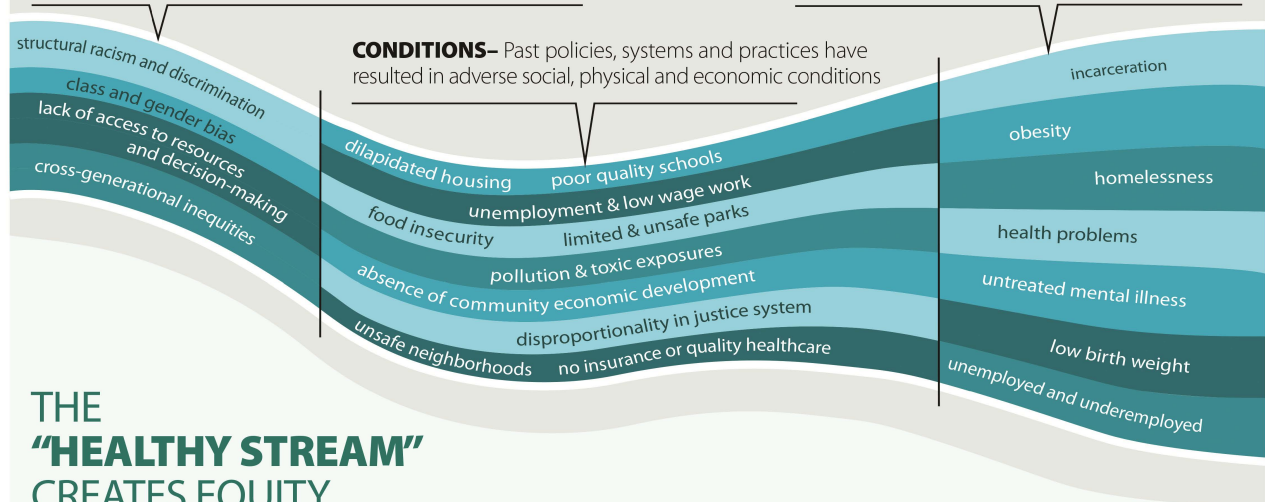 CONDITIONS– Past policies, systems and practices have
resulted in adverse social, physical and economic conditions
structural racism and discrimination
class and gender bias
lack of access to resources
and decision-making
cross-generational inequities
dilapidated housing
poor quality schools
unemployment & low wage work
food insecurity
limited & unsafe parks
pollution & toxic exposures
absence of community economic development
disproportionality in justice system
unsafe neighborhoods
no insurance or quality healthcare
incarceration
obesity
homelessness
health problems
untreated mental illness
low birth weight
unemployed and underemployed
THE
“HEALTHY STREAM”
CREATES EQUITY